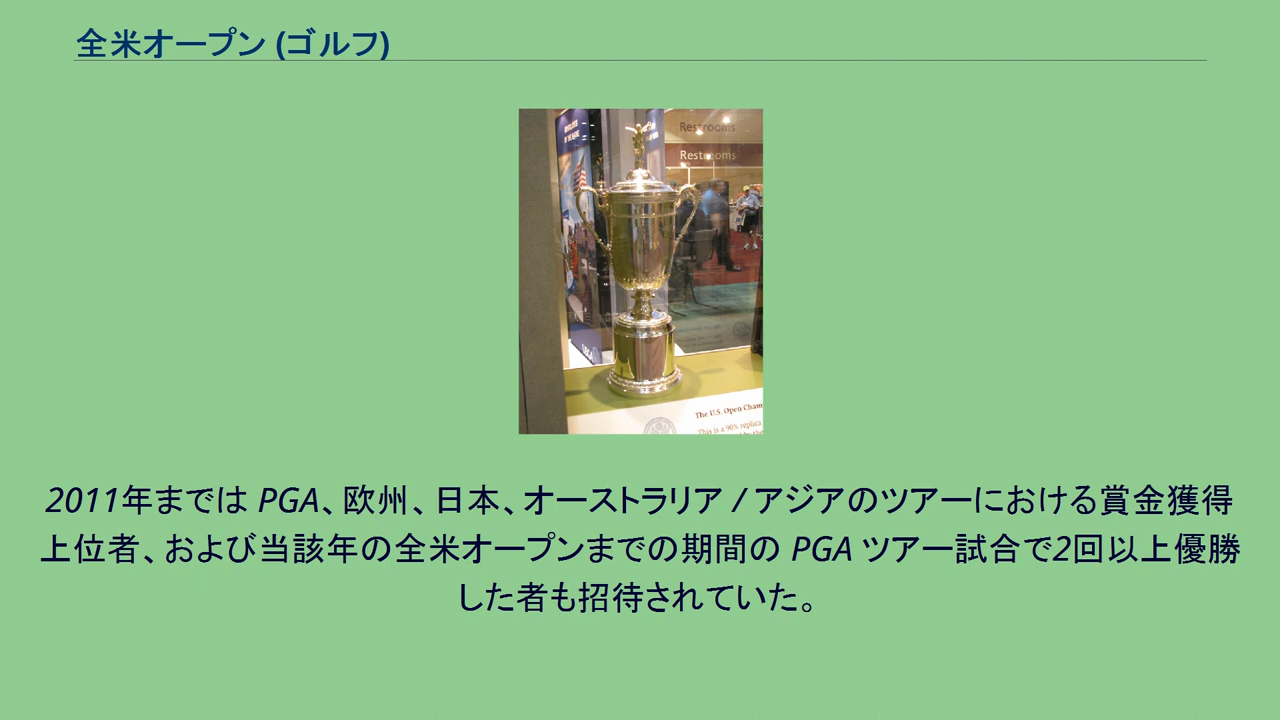 全米オープン (ゴルフ)
Restrooms
Restrooms
The U.S. Open Cham
This is a 90% replica
2011年までは PGA、欧州、日本、オーストラリア / アジアのツアーにおける賞金獲得
上位者、および当該年の全米オープンまでの期間の PGA ツアー試合で2回以上優勝
した者も招待されていた。